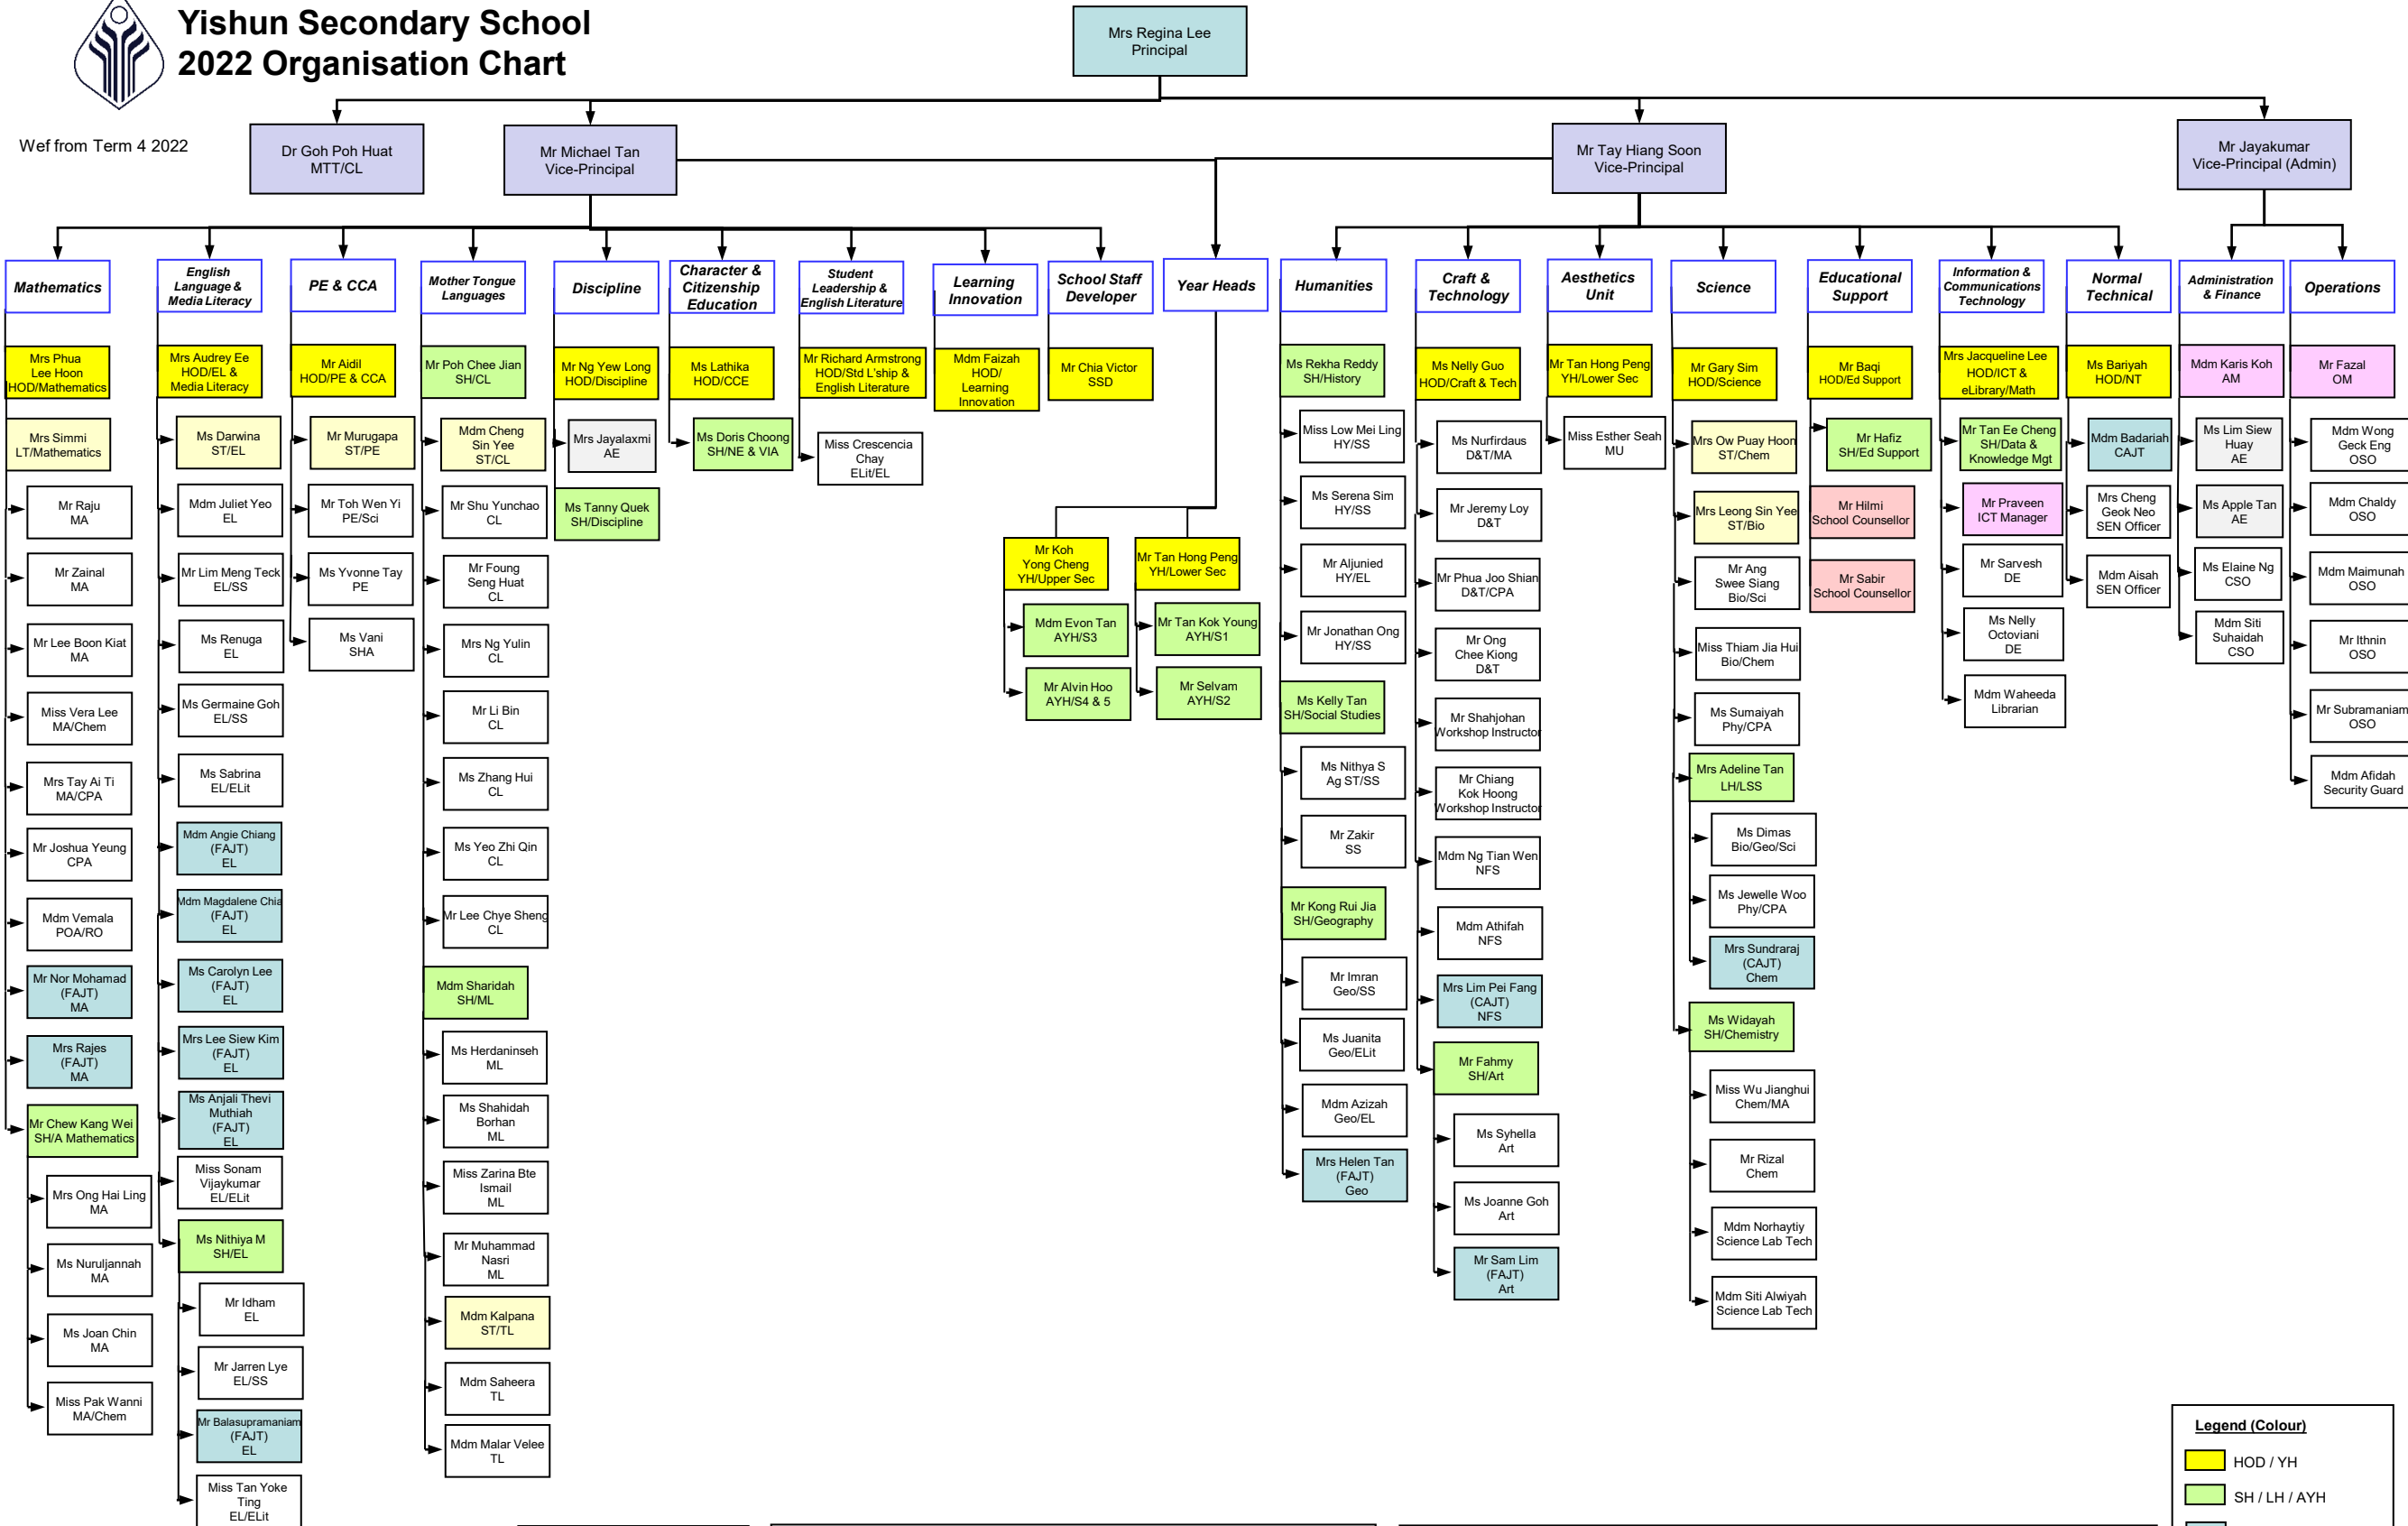 Yishun Secondary School
2022 Organisation Chart
Wef from Term 4 2022
Mrs Regina Lee
Principal
Dr Goh Poh Huat
MTT/CL
Mr Michael Tan
Vice-Principal
Mr Tay Hiang Soon
Vice-Principal
Mr Jayakumar
Vice-Principal (Admin)
Mathematics
Mrs Phua
Lee Hoon
HOD/Mathematics
Mrs Simmi
LT/Mathematics
Mr Raju
MA
Mr Zainal
MA
Mr Lee Boon Kiat
MA
Miss Vera Lee
MA/Chem
Mrs Tay Ai Ti
MA/CPA
Mr Joshua Yeung
CPA
Mdm Vemala
POA/RO
Mr Nor Mohamad
(FAJT)
MA
Mrs Rajes
(FAJT)
MA
Mr Chew Kang Wei
SH/A Mathematics
Mrs Ong Hai Ling
MA
Ms Nuruljannah
MA
Ms Joan Chin
MA
Miss Pak Wanni
MA/Chem
English
Language &
Media Literacy
Mrs Audrey Ee
HOD/EL &
Media Literacy
Ms Darwina
ST/EL
Mdm Juliet Yeo
EL
Mr Lim Meng Teck
EL/SS
Ms Renuga
EL
Ms Germaine Goh
EL/SS
Ms Sabrina
EL/ELit
Mdm Angie Chiang
(FAJT)
EL
Mdm Magdalene Chia
(FAJT)
EL
Ms Carolyn Lee
(FAJT)
EL
Mrs Lee Siew Kim
(FAJT)
EL
Ms Anjali Thevi
Muthiah
(FAJT)
EL
Miss Sonam
Vijaykumar
EL/ELit
Ms Nithiya M
SH/EL
Mr Idham
EL
Mr Jarren Lye
EL/SS
Mr Balasupramaniam
(FAJT)
EL
Miss Tan Yoke
Ting
EL/ELit
PE & CCA
Mr Aidil
HOD/PE & CCA
Mr Murugapa
ST/PE
Mr Toh Wen Yi
PE/Sci
Ms Yvonne Tay
PE
Ms Vani
SHA
Mother Tongue
Languages
Mr Poh Chee Jian
SH/CL
Mdm Cheng
Sin Yee
ST/CL
Mr Shu Yunchao
CL
Mr Foung
Seng Huat
CL
Mrs Ng Yulin
CL
Mr Li Bin
CL
Ms Zhang Hui
CL
Ms Yeo Zhi Qin
CL
Mr Lee Chye Sheng
CL
Mdm Sharidah
SH/ML
Ms Herdaninseh
ML
Ms Shahidah
Borhan
ML
Miss Zarina Bte
Ismail
ML
Mr Muhammad
Nasri
ML
Mdm Kalpana
ST/TL
Mdm Saheera
TL
Mdm Malar Velee
TL
Discipline
Mr Ng Yew Long
HOD/Discipline
Mrs Jayalaxmi
AE
Ms Tanny Quek
SH/Discipline
Character &
Citizenship
Education
Ms Lathika
HOD/CCE
Ms Doris Choong
SH/NE & VIA
Student
Leadership &
English Literature
Mr Richard Armstrong
HOD/Std L'ship &
English Literature
Miss Crescencia
Chay
ELit/EL
Learning
Innovation
Mdm Faizah
HOD/
Learning
Innovation
School Staff
Developer
Mr Chia Victor
SSD
Year Heads
Mr Koh
Yong Cheng
YH/Upper Sec
Mdm Evon Tan
AYH/S3
Mr Alvin Hoo
AYH/S4 & 5
Mr Tan Hong Peng
YH/Lower Sec
Mr Tan Kok Young
AYH/S1
Mr Selvam
AYH/S2
Humanities
Ms Rekha Reddy
SH/History
Miss Low Mei Ling
HY/SS
Ms Serena Sim
HY/SS
Mr Aljunied
HY/EL
Mr Jonathan Ong
HY/SS
Ms Kelly Tan
SH/Social Studies
Ms Nithya S
Ag ST/SS
Mr Zakir
SS
Mr Kong Rui Jia
SH/Geography
Mr Imran
Geo/SS
Ms Juanita
Geo/ELit
Mdm Azizah
Geo/EL
Mrs Helen Tan
(FAJT)
Geo
Craft &
Technology
Ms Nelly Guo
HOD/Craft & Tech
Ms Nurfirdaus
D&T/MA
Mr Jeremy Loy
D&T
Mr Phua Joo Shian
D&T/CPA
Mr Ong
Chee Kiong
D&T
Mr Shahjohan
Workshop Instructor
Mr Chiang
Kok Hoong
Workshop Instructor
Mdm Ng Tian Wen
NFS
Mdm Athifah
NFS
Mrs Lim Pei Fang
(CAJT)
NFS
Mr Fahmy
SH/Art
Ms Syhella
Art
Ms Joanne Goh
Art
Mr Sam Lim
(FAJT)
Art
Aesthetics
Unit
Mr Tan Hong Peng
YH/Lower Sec
Miss Esther Seah
MU
Science
Mr Gary Sim
HOD/Science
Mrs Ow Puay Hoon
ST/Chem
Mrs Leong Sin Yee
ST/Bio
Mr Ang
Swee Siang
Bio/Sci
Miss Thiam Jia Hui
Bio/Chem
Ms Sumaiyah
Phy/CPA
Mrs Adeline Tan
LH/LSS
Ms Dimas
Bio/Geo/Sci
Ms Jewelle Woo
Phy/CPA
Mrs Sundraraj
(CAJT)
Chem
Ms Widayah
SH/Chemistry
Miss Wu Jianghui
Chem/MA
Mr Rizal
Chem
Mdm Norhaytiy
Science Lab Tech
Mdm Siti Alwiyah
Science Lab Tech
Educational
Support
Mr Baqi
HOD/Ed Support
Mr Hafiz
SH/Ed Support
Mr Hilmi
School Counsellor
Mr Sabir
School Counsellor
Information &
Communications
Technology
Mrs Jacqueline Lee
HOD/ICT &
eLibrary/Math
Mr Tan Ee Cheng
SH/Data &
Knowledge Mgt
Mr Praveen
ICT Manager
Mr Sarvesh
DE
Ms Nelly
Octoviani
DE
Mdm Waheeda
Librarian
Normal
Technical
Ms Bariyah
HOD/NT
Mdm Badariah
CAJT
Mrs Cheng
Geok Neo
SEN Officer
Mdm Aisah
SEN Officer
Administration
& Finance
Mdm Karis Koh
AM
Ms Lim Siew
Huay
AE
Ms Apple Tan
AE
Ms Elaine Ng
CSO
Mdm Siti
Suhaidah
CSO
Operations
Mr Fazal
OM
Mdm Wong
Geck Eng
OSO
Mdm Chaldy
OSO
Mdm Maimunah
OSO
Mr Ithnin
OSO
Mr Subramaniam
OSO
Mdm Afidah
Security Guard
Legend (Colour)
HOD / YH
SH / LH / AYH